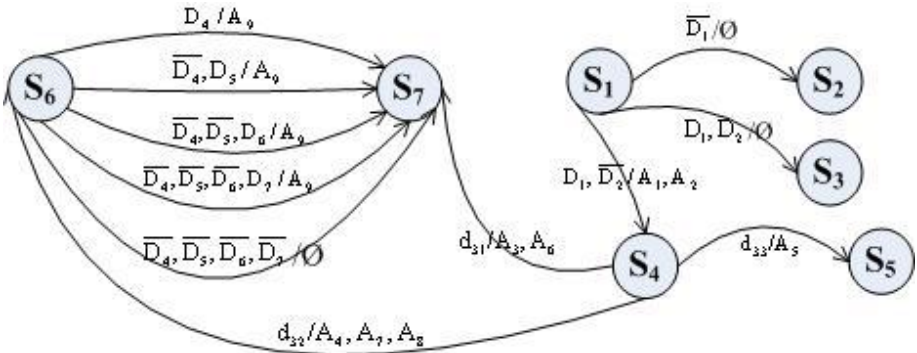 D₄/A₉
D̅₄̅,D₅/A₉
D̅₄̅,D̅₅̅,D₆/A₉
D̅₄̅,D̅₅̅,D̅₆̅,D₇/A₉
D̅₄̅,D̅₅̅,D̅₆̅,D̅₇̅/Ø
S₆
S₇
D̅₁̅/Ø
S₁
S₂
D₁,D̅₂̅/Ø
S₃
D₁,D̅₂̅/A₁,A₂
d₃₁/A₃,A₆
S₄
d₃₃/A₅
S₅
d₃₂/A₄,A₇,A₈